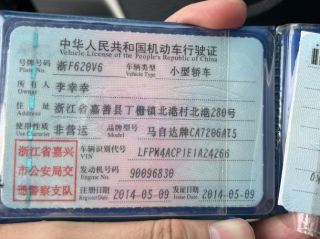 中华人民共和国机动车行驶证
Vehicle License of the People's Republic of China
号牌号码 浙F620V6 车辆类型 小型轿车
Plate No. Vehicle Type
所有人 李幸幸
Owner
住址 浙江省嘉善县丁栅镇北港村北港280号
Address
使用性质 非营运 品牌型号 马自达牌CA7206AT5
Use Character Model
浙江省嘉兴
市公安局交
通警察支队
车辆识别代号 LFPM4ACP1E1A24266
VIN
发动机号码 90096830
Engine No.
注册日期 2014-05-09 发证日期 2014-05-09
Register Date Issue Date